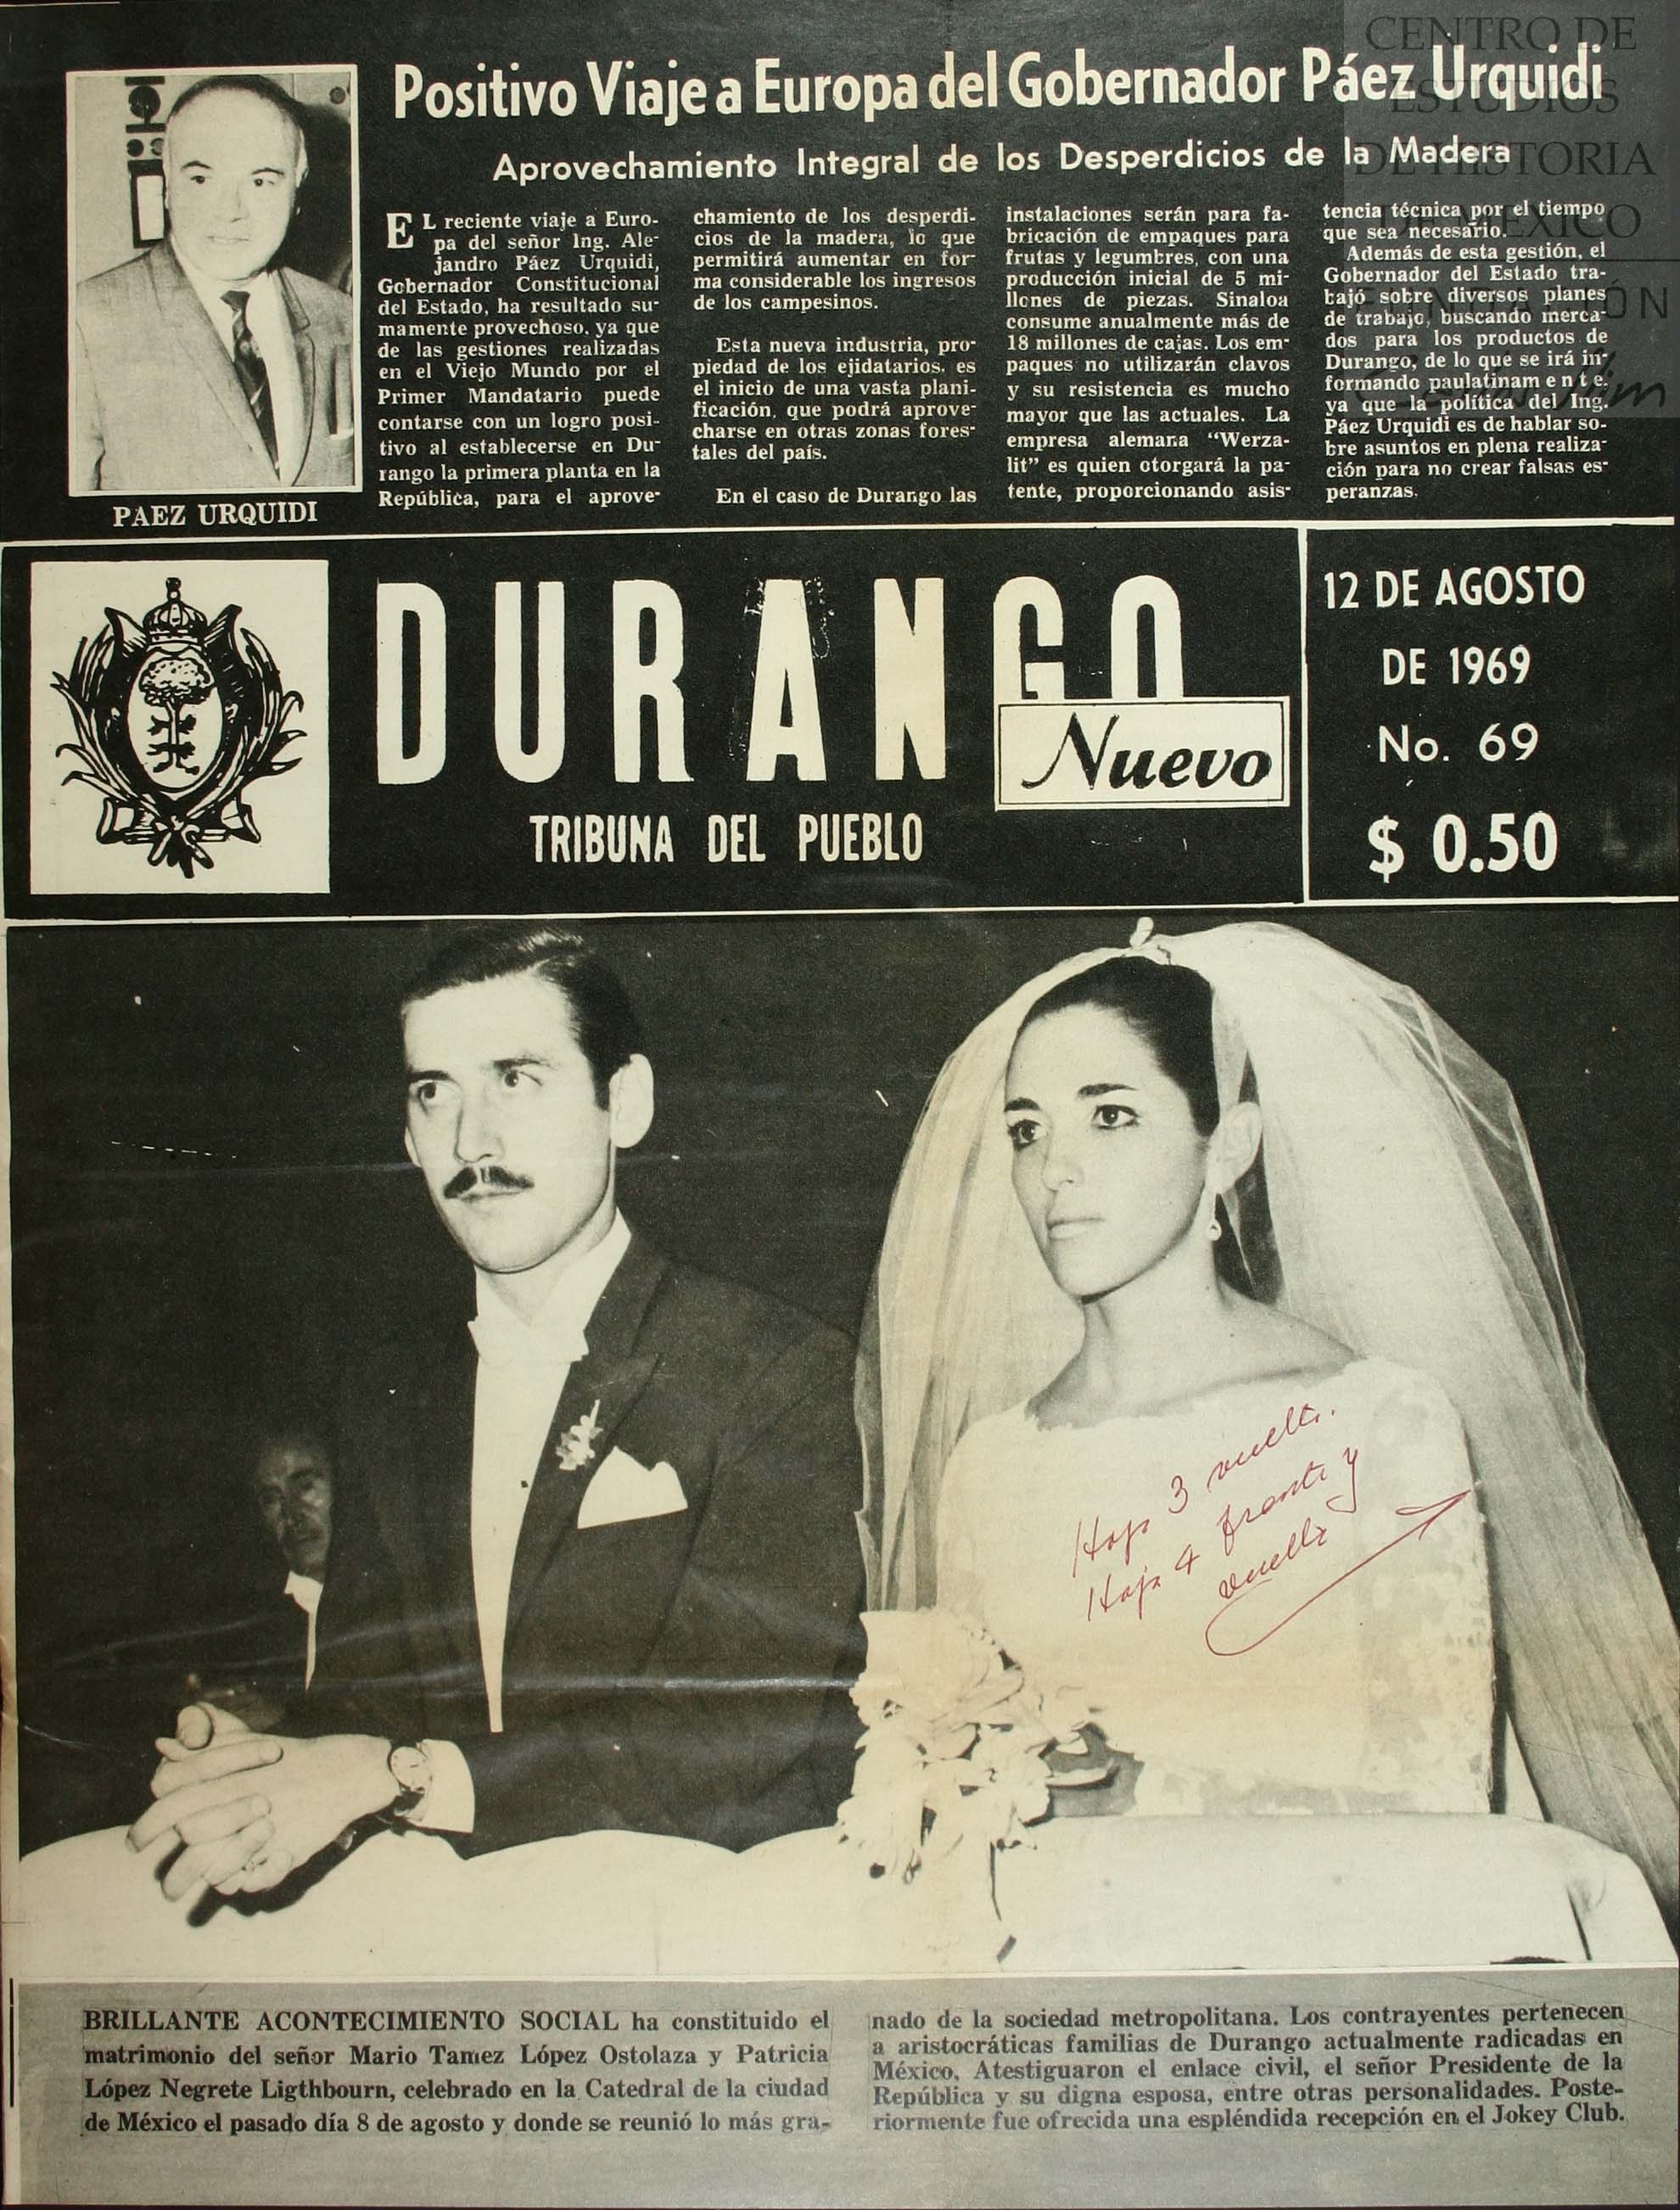 Positivo Viaje a Europa del Gobernador Páez Urquidi
Aprovechamiento Integral de los Desperdicios de la Madera
EL reciente viaje a Euro-
pa del señor Ing. Ale-
jandro Páez Urquidi,
Gobernador Constitucional
del Estado, ha resultado su-
mamente provechoso, ya que
de las gestiones realizadas
en el Viejo Mundo por el
Primer Mandatario puede
contarse con un logro posi-
tivo al establecerse en Du-
rango la primera planta en la
República, para el aprove-
chamiento de los desperdi-
cios de la madera, lo que
permitirá aumentar en for-
ma considerable los ingresos
de los campesinos.
Esta nueva industria, pro-
piedad de los ejidatarios, es
el inicio de una vasta plani-
ficación, que podrá aprove-
charse en otras zonas fores-
tales del país.
En el caso de Durango las
instalaciones serán para fa-
bricación de empaques para
frutas y legumbres, con una
producción inicial de 5 mi-
llones de piezas. Sinaloa
consume anualmente más de
18 millones de cajas. Los em-
paques no utilizarán clavos
y su resistencia es mucho
mayor que las actuales. La
empresa alemana "Werza-
lit" es quien otorgará la pa-
tente, proporcionando asis-
tencia técnica por el tiempo
que sea necesario.
Además de esta gestión, el
Gobernador del Estado tra-
bajó sobre diversos planes
de trabajo, buscando merca-
dos para los productos de
Durango, de lo que se irá in-
formando paulatinamente,
ya que la política del Ing.
Páez Urquidi es de hablar so-
bre asuntos en plena realiza-
ción para no crear falsas es-
peranzas.
PAEZ URQUIDI
CENTRO DE
ESTUDIOS
DE HISTORIA
DE MÉXICO
FUNDACIÓN
Carlos Slim
DURANGO
Nuevo
TRIBUNA DEL PUEBLO
12 DE AGOSTO
DE 1969
No. 69
$ 0.50
Hoja 3 vuelta.
Hoja 4 frente y
vuelta
BRILLANTE ACONTECIMIENTO SOCIAL ha constituido el
matrimonio del señor Mario Tamez López Ostolaza y Patricia
López Negrete Ligthbourn, celebrado en la Catedral de la ciudad
de México el pasado día 8 de agosto y donde se reunió lo más gra-
nado de la sociedad metropolitana. Los contrayentes pertenecen
a aristocráticas familias de Durango actualmente radicadas en
México. Atestiguaron el enlace civil, el señor Presidente de la
República y su digna esposa, entre otras personalidades. Poste-
riormente fue ofrecida una espléndida recepción en el Jokey Club.